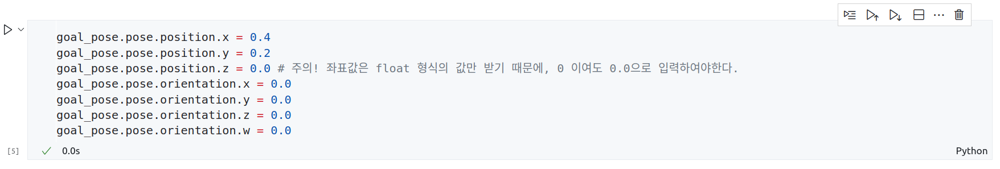 goal_pose.pose.position.x = 0.4
goal_pose.pose.position.y = 0.2
goal_pose.pose.position.z = 0.0 # 주의! 좌표값은 float 형식의 값만 받기 때문에, 0 이여도 0.0으로 입력하여야한다.
goal_pose.pose.orientation.x = 0.0
goal_pose.pose.orientation.y = 0.0
goal_pose.pose.orientation.z = 0.0
goal_pose.pose.orientation.w = 0.0
[5] 0.0s Python